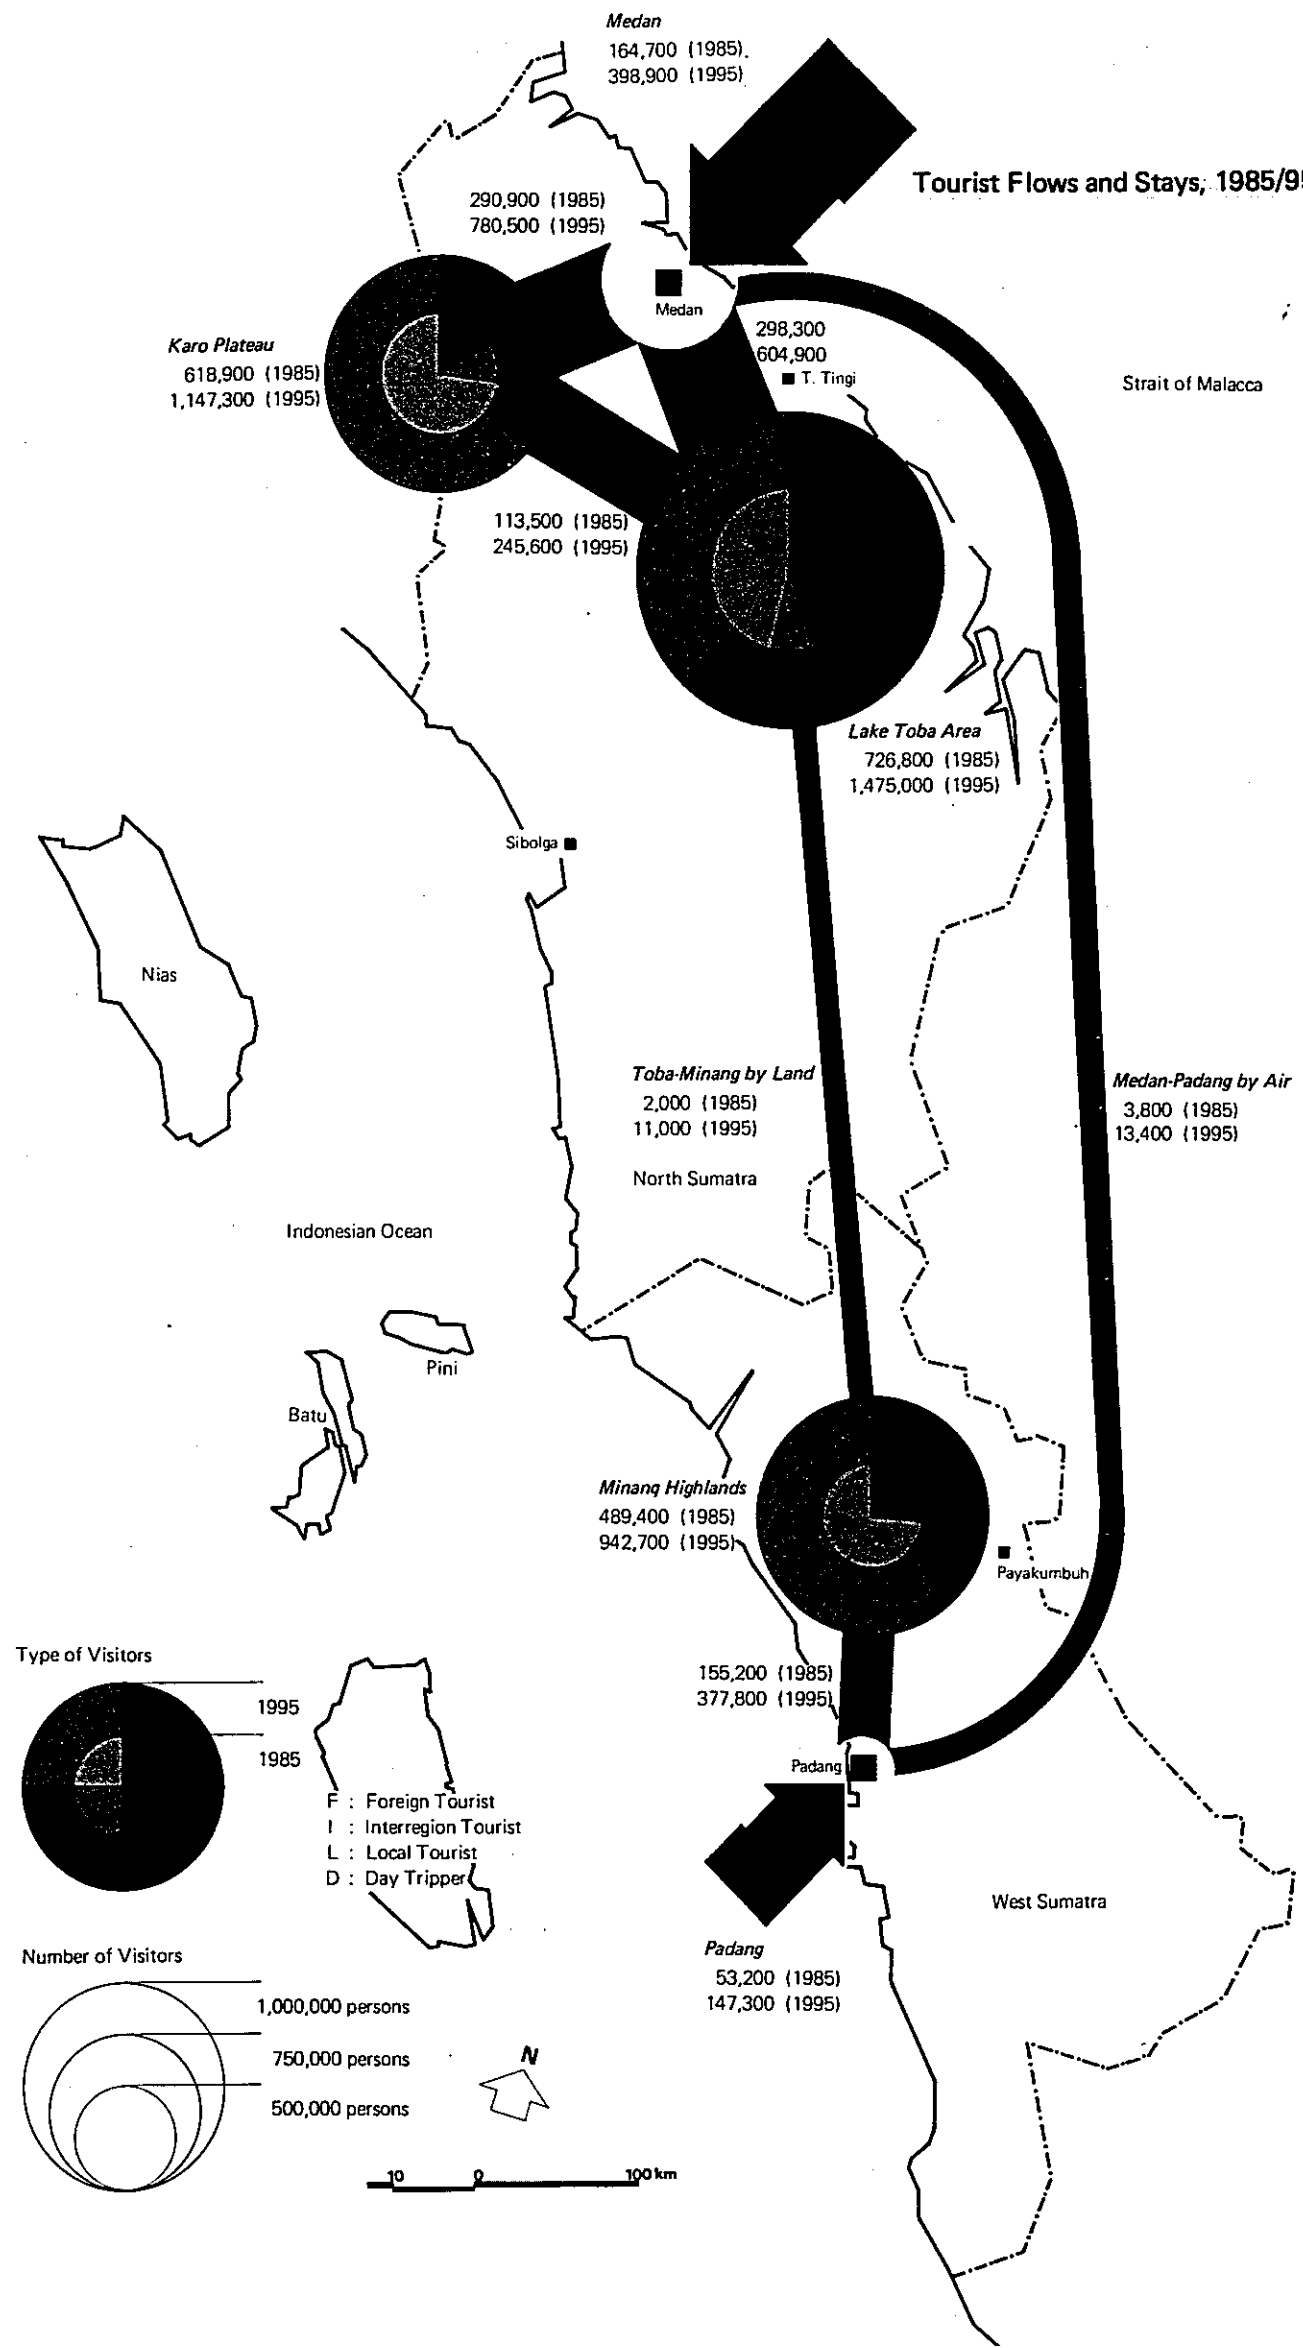 Medan
164,700 (1985)
398,900 (1995)
Tourist Flows and Stays, 1985/95
290,900 (1985)
780,500 (1995)
Medan
298,300
604,900
T. Tingi
Karo Plateau
618,900 (1985)
1,147,300 (1995)
Strait of Malacca
113,500 (1985)
245,600 (1995)
Lake Toba Area
726,800 (1985)
1,475,000 (1995)
Sibolga
Nias
Toba-Minang by Land
2,000 (1985)
11,000 (1995)
Medan-Padang by Air
3,800 (1985)
13,400 (1995)
North Sumatra
Indonesian Ocean
Pini
Batu
Minang Highlands
489,400 (1985)
942,700 (1995)
Payakumbuh
Type of Visitors
1995
1985
155,200 (1985)
377,800 (1995)
Padang
F : Foreign Tourist
I : Interregion Tourist
L : Local Tourist
D : Day Tripper
West Sumatra
Padang
53,200 (1985)
147,300 (1995)
Number of Visitors
1,000,000 persons
750,000 persons
500,000 persons
N
10 0 100 km